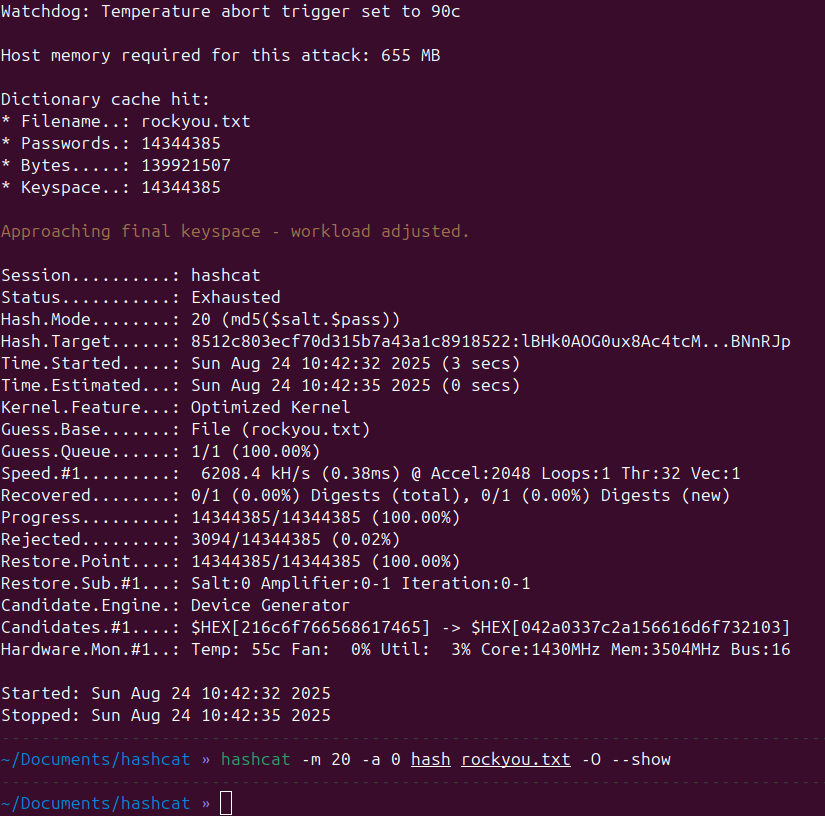 Watchdog: Temperature abort trigger set to 90c
Host memory required for this attack: 655 MB
Dictionary cache hit:
* Filename..: rockyou.txt
* Passwords.: 14344385
* Bytes.....: 139921507
* Keyspace..: 14344385
Approaching final keyspace - workload adjusted.
Session..........: hashcat
Status...........: Exhausted
Hash.Mode........: 20 (md5($salt.$pass))
Hash.Target......: 8512c803ecf70d315b7a43a1c8918522:lBHk0AOG0ux8Ac4tcM...BNnRJp
Time.Started.....: Sun Aug 24 10:42:32 2025 (3 secs)
Time.Estimated...: Sun Aug 24 10:42:35 2025 (0 secs)
Kernel.Feature...: Optimized Kernel
Guess.Base.......: File (rockyou.txt)
Guess.Queue......: 1/1 (100.00%)
Speed.#1.........:  6208.4 kH/s (0.38ms) @ Accel:2048 Loops:1 Thr:32 Vec:1
Recovered........: 0/1 (0.00%) Digests (total), 0/1 (0.00%) Digests (new)
Progress.........: 14344385/14344385 (100.00%)
Rejected.........: 3094/14344385 (0.02%)
Restore.Point....: 14344385/14344385 (100.00%)
Restore.Sub.#1...: Salt:0 Amplifier:0-1 Iteration:0-1
Candidate.Engine.: Device Generator
Candidates.#1....: $HEX[216c6f766568617465] -> $HEX[042a0337c2a156616d6f732103]
Hardware.Mon.#1..: Temp: 55c Fan:  0% Util:  3% Core:1430MHz Mem:3504MHz Bus:16
Started: Sun Aug 24 10:42:32 2025
Stopped: Sun Aug 24 10:42:35 2025
~/Documents/hashcat » hashcat -m 20 -a 0 hash rockyou.txt -O --show
~/Documents/hashcat »